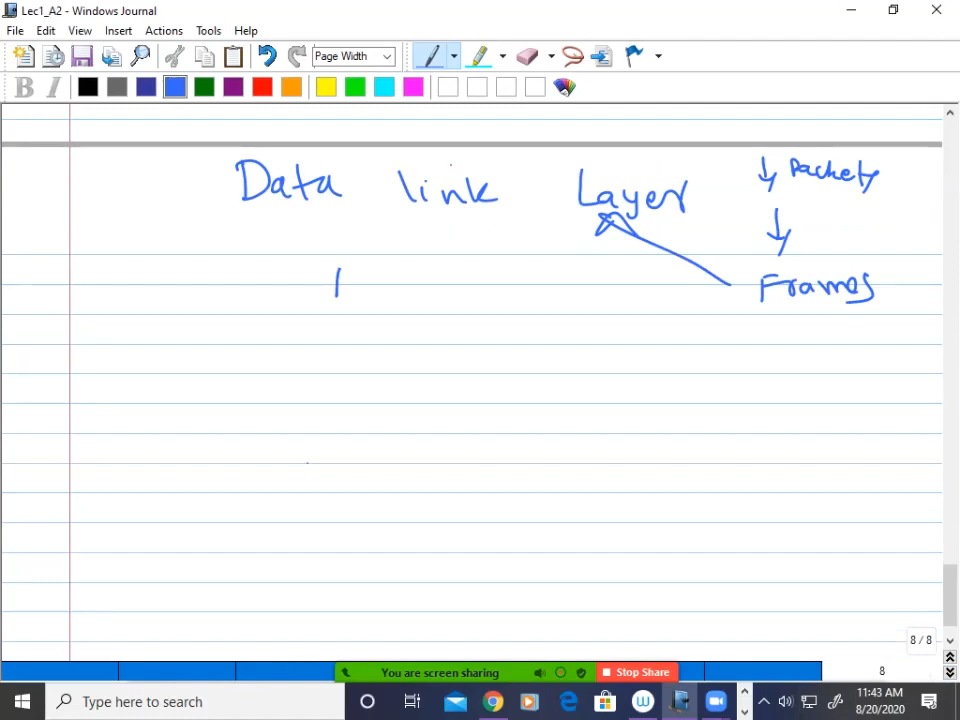 Lec1_A2 - Windows Journal
File Edit View Insert Actions Tools Help
Page Width
B I
Data link Layer
↓ Packets
↓
Frames
8 / 8
You are screen sharing Stop Share
8
Type here to search
11:43 AM
8/20/2020